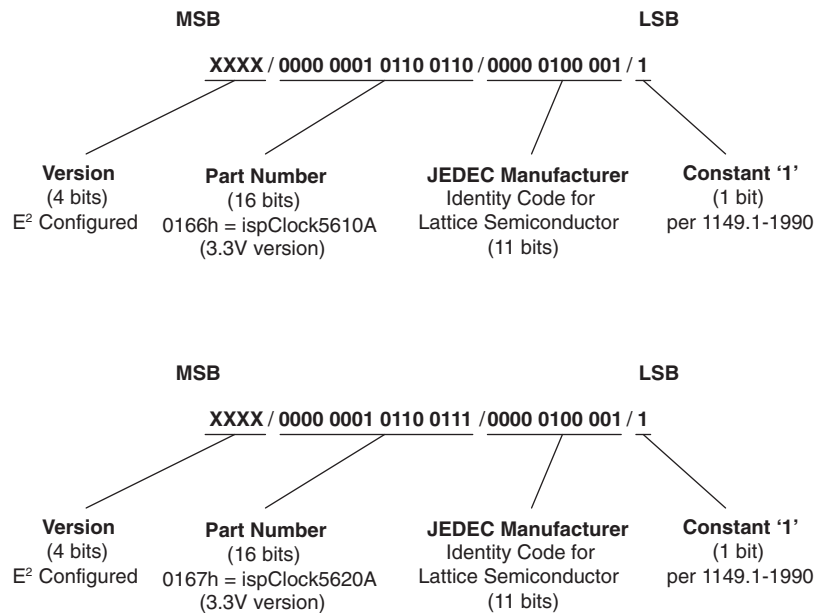 MSB LSB
XXXX / 0000 0001 0110 0110 / 0000 0100 001 / 1
Version
(4 bits)
E² Configured
Part Number
(16 bits)
0166h = ispClock5610A
(3.3V version)
JEDEC Manufacturer
Identity Code for
Lattice Semiconductor
(11 bits)
Constant ‘1’
(1 bit)
per 1149.1-1990
MSB LSB
XXXX / 0000 0001 0110 0111 / 0000 0100 001 / 1
Version
(4 bits)
E² Configured
Part Number
(16 bits)
0167h = ispClock5620A
(3.3V version)
JEDEC Manufacturer
Identity Code for
Lattice Semiconductor
(11 bits)
Constant ‘1’
(1 bit)
per 1149.1-1990